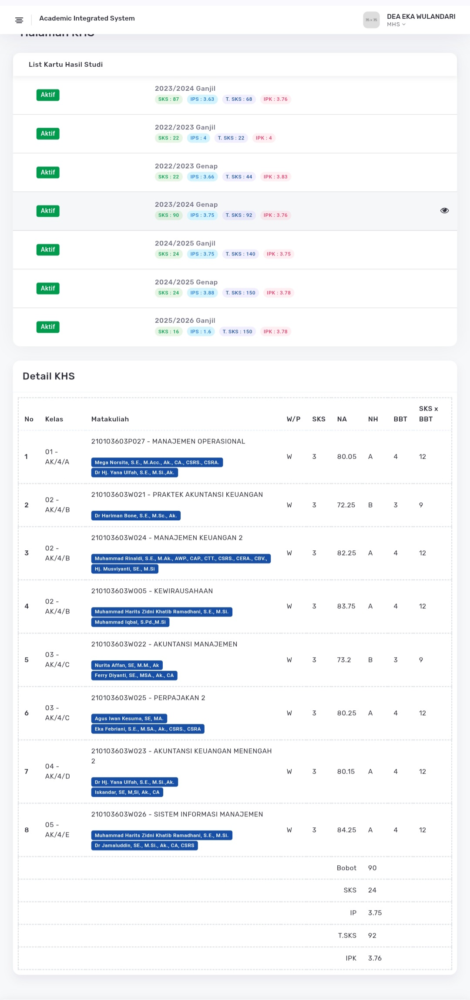 Academic Integrated System
35 x 35
DEA EKA WULANDARI
MHS
Halaman KHS
List Kartu Hasil Studi
Aktif
2023/2024 Ganjil
SKS : 87 IPS : 3.63 T. SKS : 68 IPK : 3.76
Aktif
2022/2023 Ganjil
SKS : 22 IPS : 4 T. SKS : 22 IPK : 4
Aktif
2022/2023 Genap
SKS : 22 IPS : 3.66 T. SKS : 44 IPK : 3.83
Aktif
2023/2024 Genap
SKS : 90 IPS : 3.75 T. SKS : 92 IPK : 3.76
Aktif
2024/2025 Ganjil
SKS : 24 IPS : 3.75 T. SKS : 140 IPK : 3.75
Aktif
2024/2025 Genap
SKS : 24 IPS : 3.88 T. SKS : 150 IPK : 3.78
Aktif
2025/2026 Ganjil
SKS : 16 IPS : 1.6 T. SKS : 150 IPK : 3.78
Detail KHS
No Kelas Matakuliah W/P SKS NA NH BBT SKS x
BBT
210103603P027 - MANAJEMEN OPERASIONAL
1 01 -
AK/4/A W 3 80.05 A 4 12
Mega Norsita, S.E., M.Acc., Ak., CA., CSRS., CSRA.
Dr Hj. Yana Ulfah, S.E., M.Si.,Ak.
210103603W021 - PRAKTEK AKUNTANSI KEUANGAN
2 02 -
AK/4/B W 3 72.25 B 3 9
Dr Hariman Bone, S.E., M.Sc., Ak.
210103603W024 - MANAJEMEN KEUANGAN 2
3 02 -
AK/4/B W 3 82.25 A 4 12
Muhammad Rinaldi, S.E., M.Ak., AWP., CAP., CTT., CSRS., CERA., CBV.,
Hj. Musviyanti, SE., M.Si
210103603W005 - KEWIRAUSAHAAN
4 02 -
AK/4/B W 3 83.75 A 4 12
Muhammad Harits Zidni Khatib Ramadhani, S.E., M.Si.
Muhammad Iqbal, S.Pd.,M.Si
210103603W022 - AKUNTANSI MANAJEMEN
5 03 -
AK/4/C W 3 73.2 B 3 9
Nurita Affan, SE, M.M., Ak
Ferry Diyanti, SE., MSA., Ak., CA
210103603W025 - PERPAJAKAN 2
6 03 -
AK/4/C W 3 80.25 A 4 12
Agus Iwan Kesuma, SE, MA.
Eka Febriani, S.E., M.SA., Ak., CSRS., CSRA
210103603W023 - AKUNTANSI KEUANGAN MENENGAH
2
7 04 -
AK/4/D W 3 80.15 A 4 12
Dr Hj. Yana Ulfah, S.E., M.Si.,Ak.
Iskandar, SE, M,Si, Ak., CA
210103603W026 - SISTEM INFORMASI MANAJEMEN
8 05 -
AK/4/E W 3 84.25 A 4 12
Muhammad Harits Zidni Khatib Ramadhani, S.E., M.Si.
Dr Jamaluddin, SE., M.Si., Ak., CA, CSRS
Bobot 90
SKS 24
IP 3.75
T.SKS 92
IPK 3.76